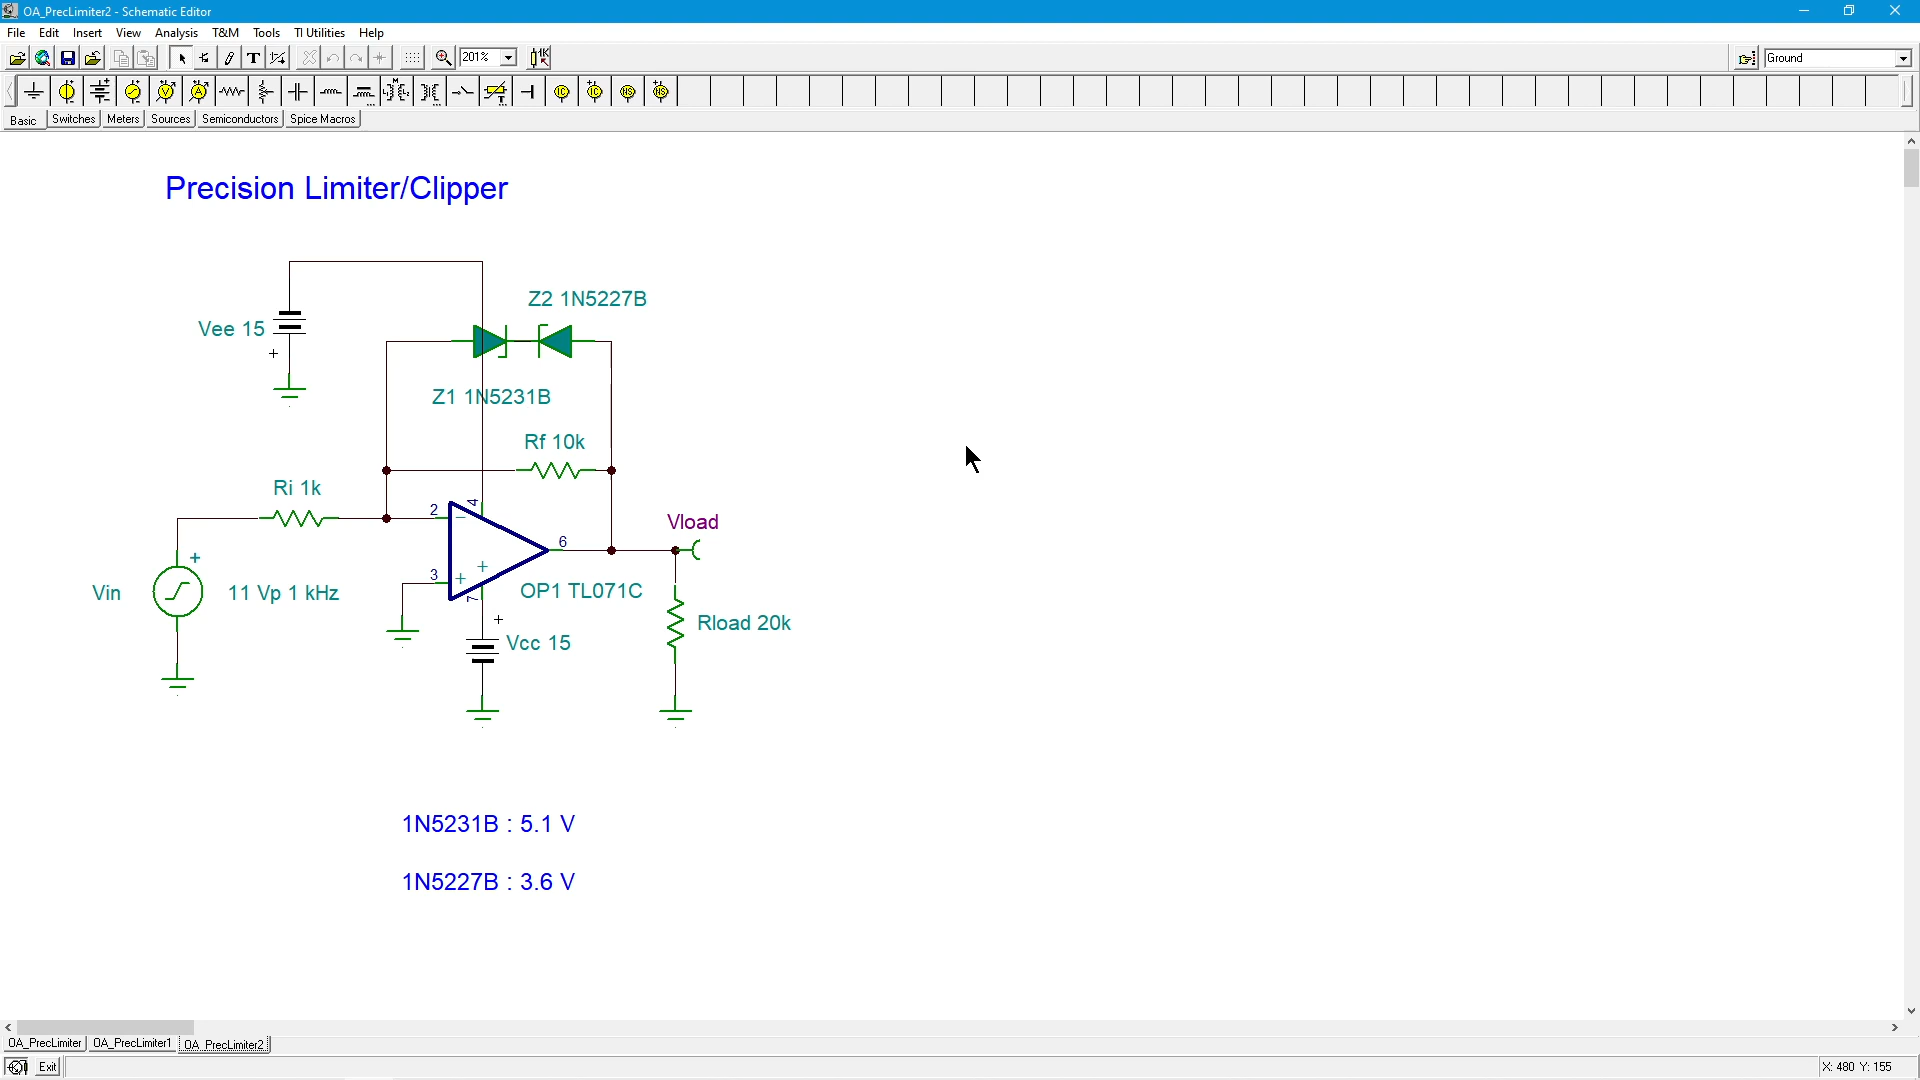 OA_PrecLimiter2 - Schematic Editor
File Edit Insert View Analysis T&M Tools TI Utilities Help
201%
Ground
Basic Switches Meters Sources Semiconductors Spice Macros
Precision Limiter/Clipper
Z2 1N5227B
Vee 15
+
Z1 1N5231B
Rf 10k
Ri 1k
4
2
Vload
6
+
3
Vin
11 Vp 1 kHz
OP1 TL071C
7
+
Rload 20k
Vcc 15
1N5231B : 5.1 V
1N5227B : 3.6 V
OA_PrecLimiter OA_PrecLimiter1 OA_PrecLimiter2
Exit
X: 480 Y: 155